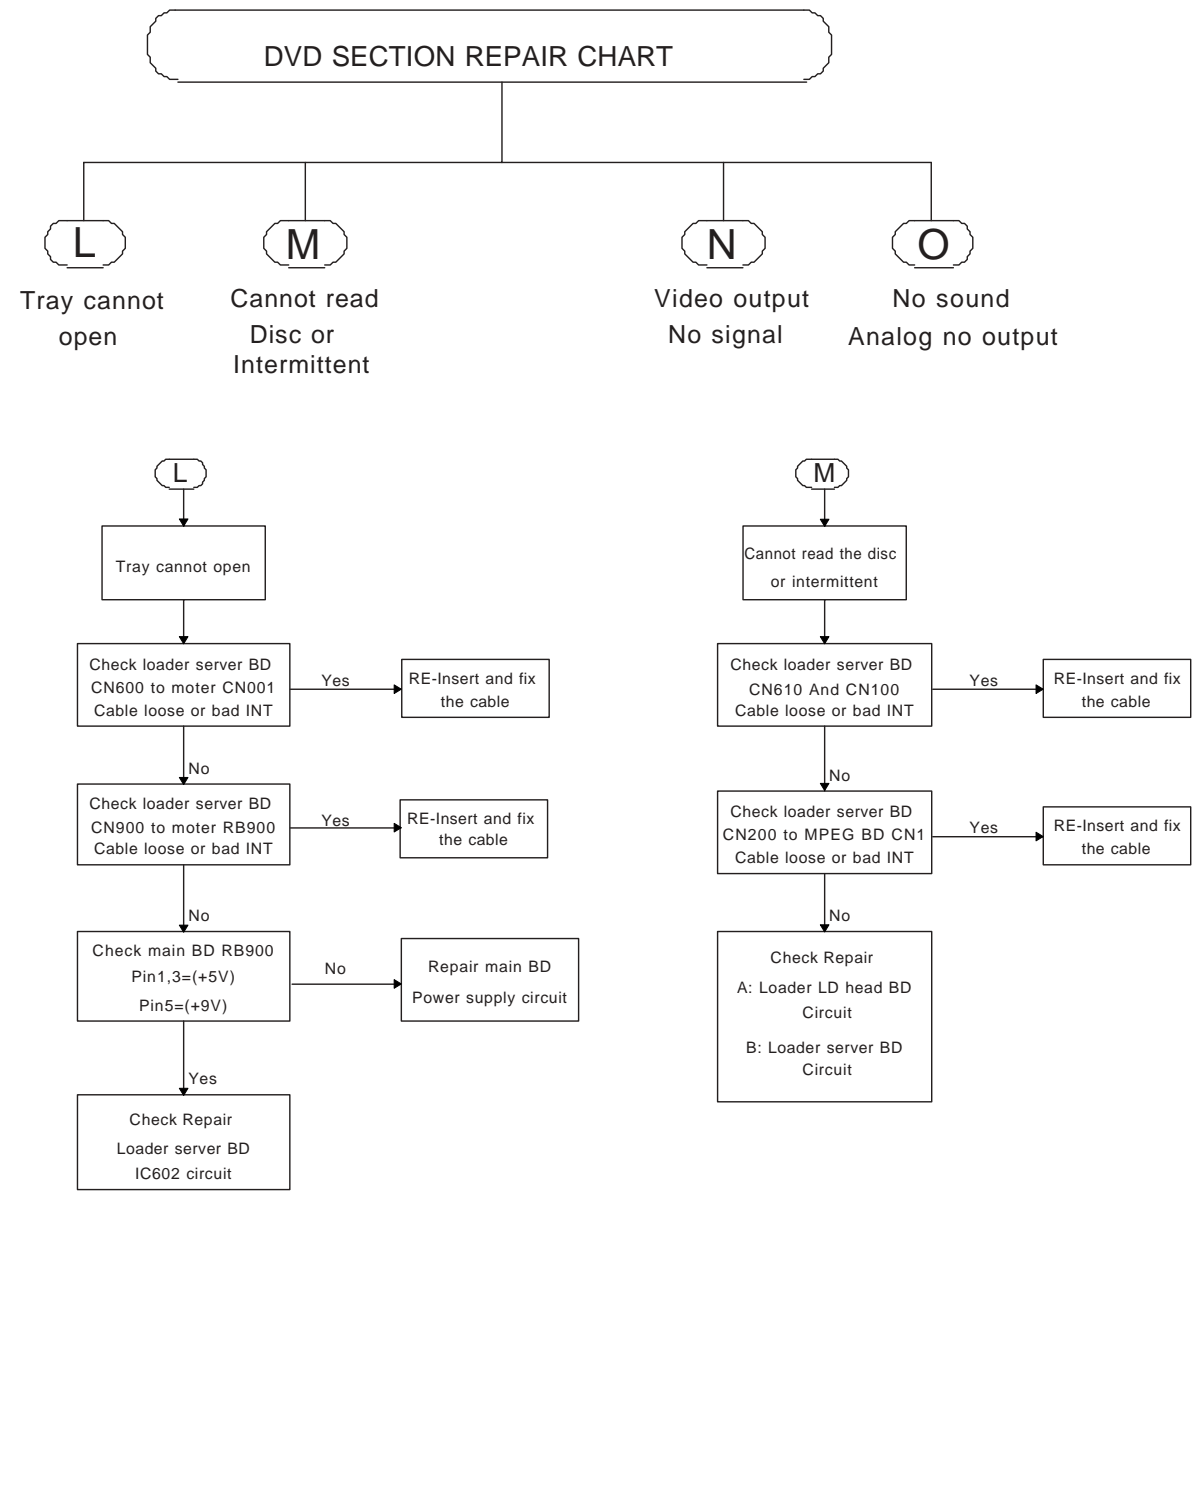 DVD SECTION REPAIR CHART
L
Tray cannot
open
M
Cannot read
Disc or
Intermittent
N
Video output
No signal
O
No sound
Analog no output
L
Tray cannot open
Check loader server BD
CN600 to moter CN001
Cable loose or bad INT
Yes
RE-Insert and fix
the cable
No
Check loader server BD
CN900 to moter RB900
Cable loose or bad INT
Yes
RE-Insert and fix
the cable
No
Check main BD RB900
Pin1,3=(+5V)
Pin5=(+9V)
No
Repair main BD
Power supply circuit
Yes
Check Repair
Loader server BD
IC602 circuit
M
Cannot read the disc
or intermittent
Check loader server BD
CN610 And CN100
Cable loose or bad INT
Yes
RE-Insert and fix
the cable
No
Check loader server BD
CN200 to MPEG BD CN1
Cable loose or bad INT
Yes
RE-Insert and fix
the cable
No
Check Repair
A: Loader LD head BD
Circuit
B: Loader server BD
Circuit